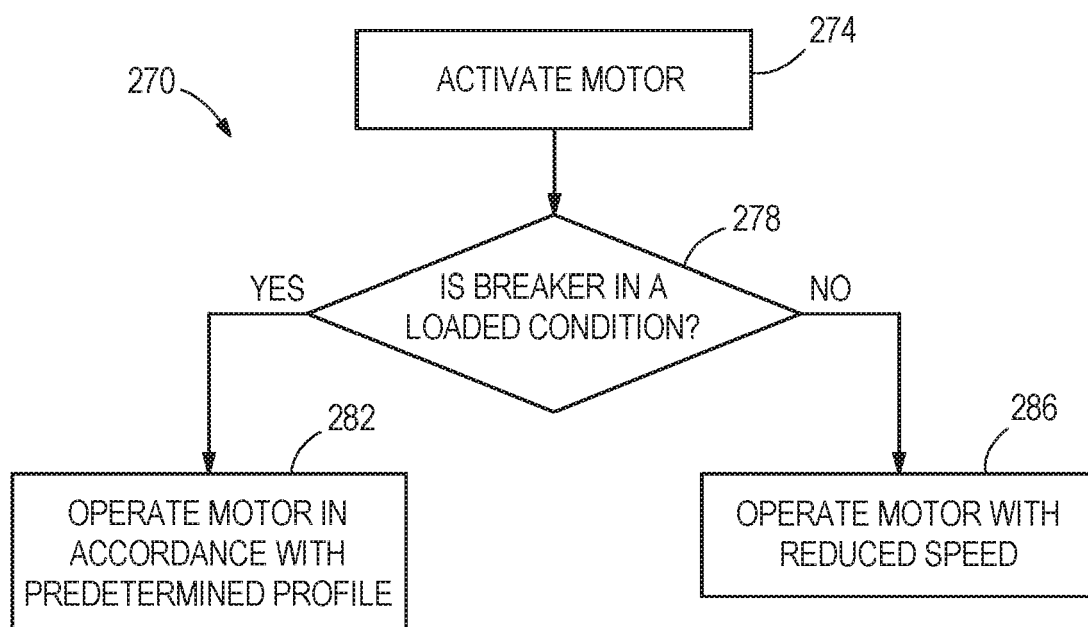 274
ACTIVATE MOTOR
270
278
YES
IS BREAKER IN A
LOADED CONDITION?
NO
282
OPERATE MOTOR IN
ACCORDANCE WITH
PREDETERMINED PROFILE
286
OPERATE MOTOR WITH
REDUCED SPEED